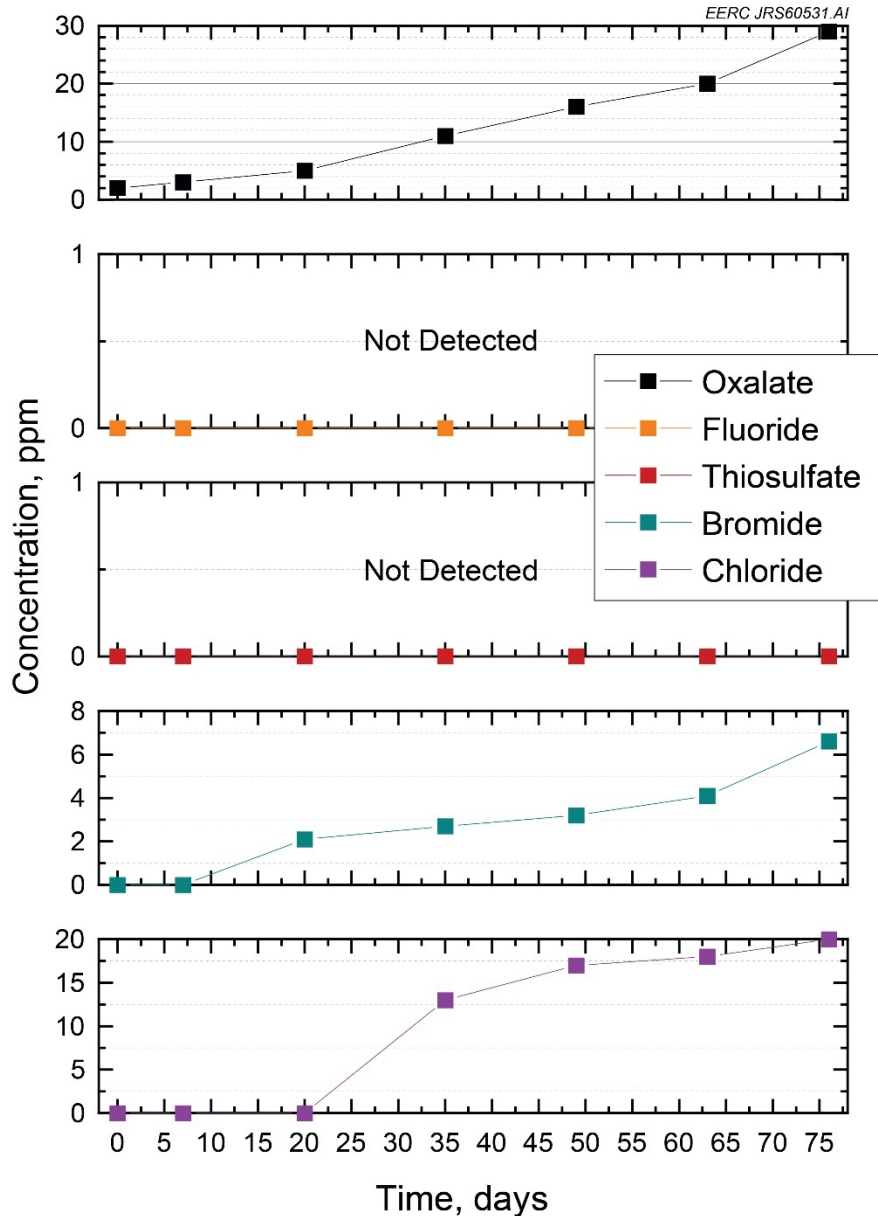 EERC JRS60531.AI
30
20
10
0
1
Not Detected
0
Oxalate
Fluoride
Thiosulfate
Bromide
Chloride
1
Not Detected
0
Concentration, ppm
8
6
4
2
0
20
15
10
5
0
0 5 10 15 20 25 30 35 40 45 50 55 60 65 70 75
Time, days